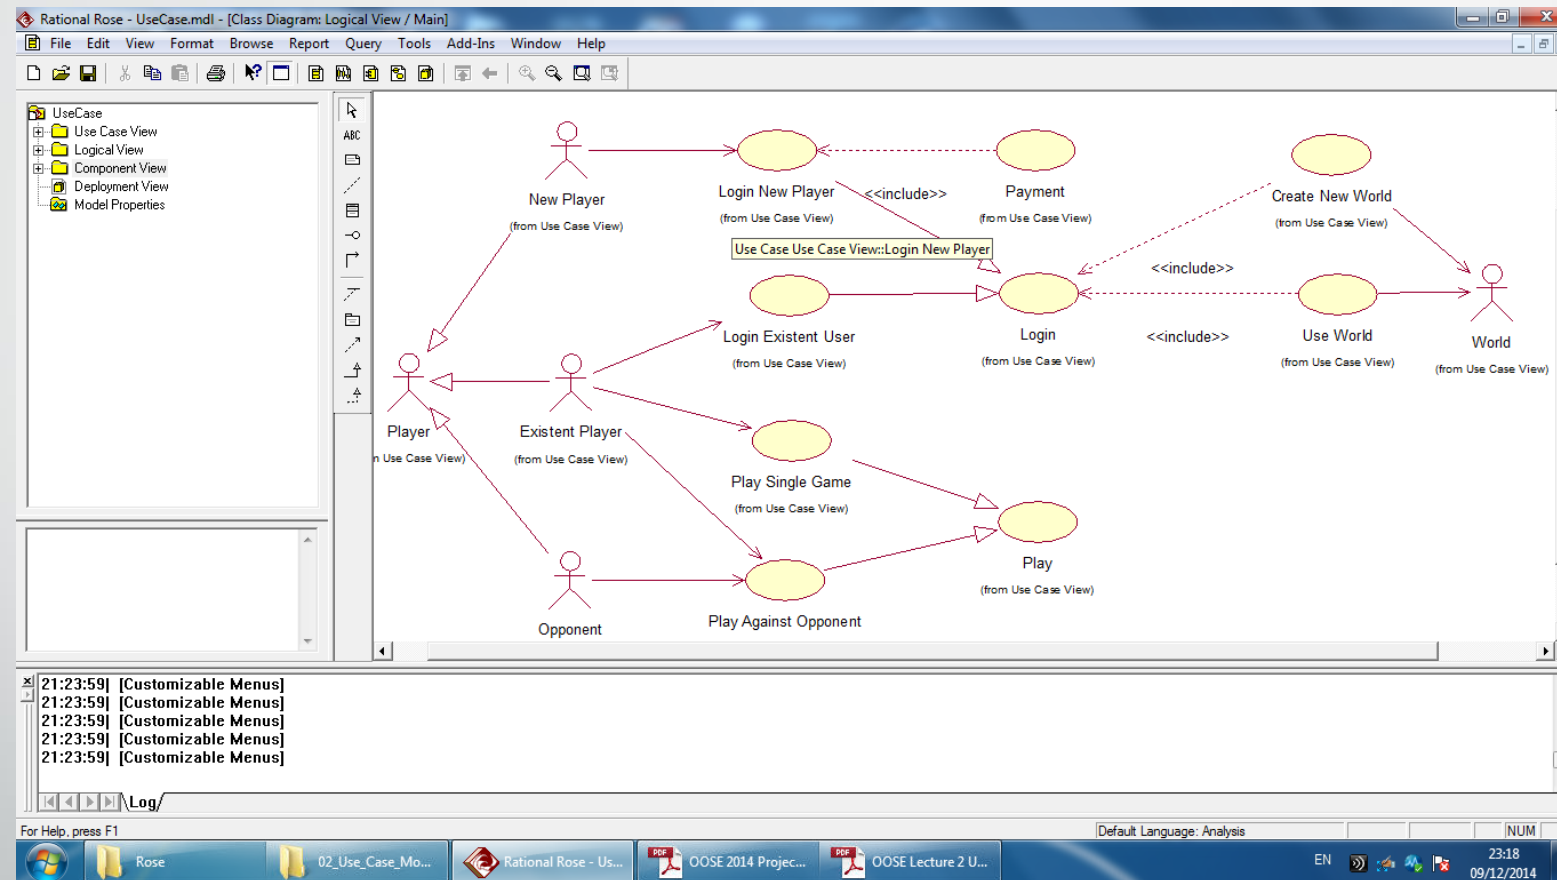 Rational Rose - UseCase.mdl - [Class Diagram: Logical View / Main]
File Edit View Format Browse Report Query Tools Add-Ins Window Help
UseCase
Use Case View
Logical View
Component View
Deployment View
Model Properties
ABC
New Player
(from Use Case View)
Login New Player
(from Use Case View)
<<include>>
Payment
(from Use Case View)
Create New World
(from Use Case View)
Use Case Use Case View::Login New Player
<<include>>
Login Existent User
(from Use Case View)
Login
(from Use Case View)
<<include>>
Use World
(from Use Case View)
World
(from Use Case View)
Player
n Use Case View)
Existent Player
(from Use Case View)
Play Single Game
(from Use Case View)
Play
(from Use Case View)
Opponent
Play Against Opponent
21:23:59| [Customizable Menus]
21:23:59| [Customizable Menus]
21:23:59| [Customizable Menus]
21:23:59| [Customizable Menus]
21:23:59| [Customizable Menus]
Log
For Help, press F1
Default Language: Analysis
NUM
Rose
02_Use_Case_Mo...
Rational Rose - Us...
PDF
OOSE 2014 Projec...
PDF
OOSE Lecture 2 U...
EN
23:18
09/12/2014